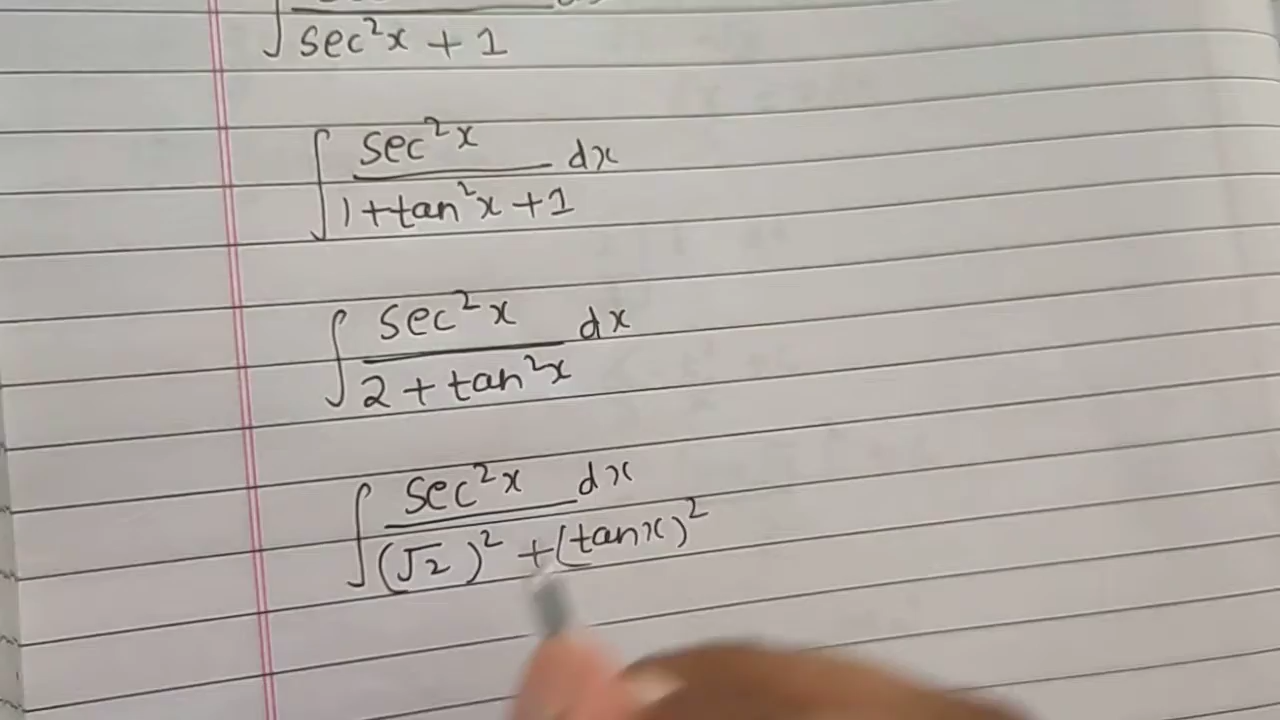 ∫ sec²x + 1
∫ sec²x dx
1+tan²x +1
∫ sec²x dx
2 + tan²x
∫ sec²x dx
(√2)² + (tanx)²